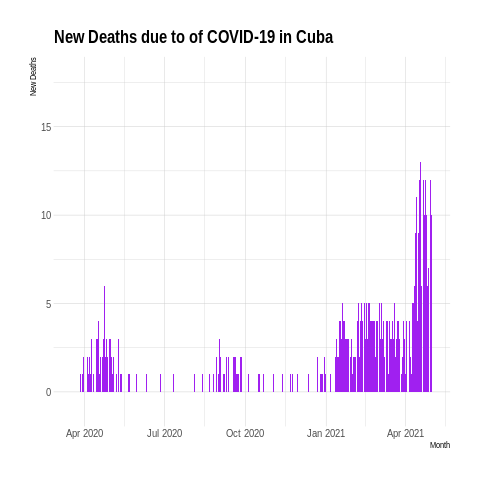 New Deaths due to of COVID-19 in Cuba
New Deaths
15
10
5
0
Apr 2020 Jul 2020 Oct 2020 Jan 2021 Apr 2021
Month